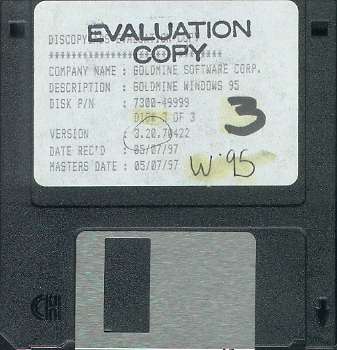 EVALUATION
COPY
COMPANY NAME : GOLDMINE SOFTWARE CORP.
DESCRIPTION : GOLDMINE WINDOWS 95
DISK P/N : 7300-49999
DISK 3 OF 3
3
VERSION : 3.20.70422
DATE REC'D : 05/07/97
W·95
MASTERS DATE : 05/07/97